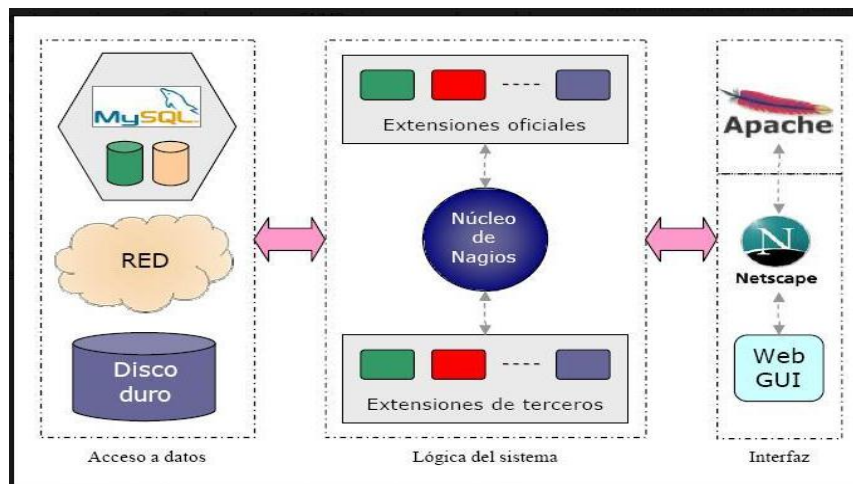 MySQL
RED
Disco
duro
Acceso a datos
Extensiones oficiales
Núcleo
de
Nagios
Extensiones de terceros
Lógica del sistema
Apache
N
Netscape
Web
GUI
Interfaz